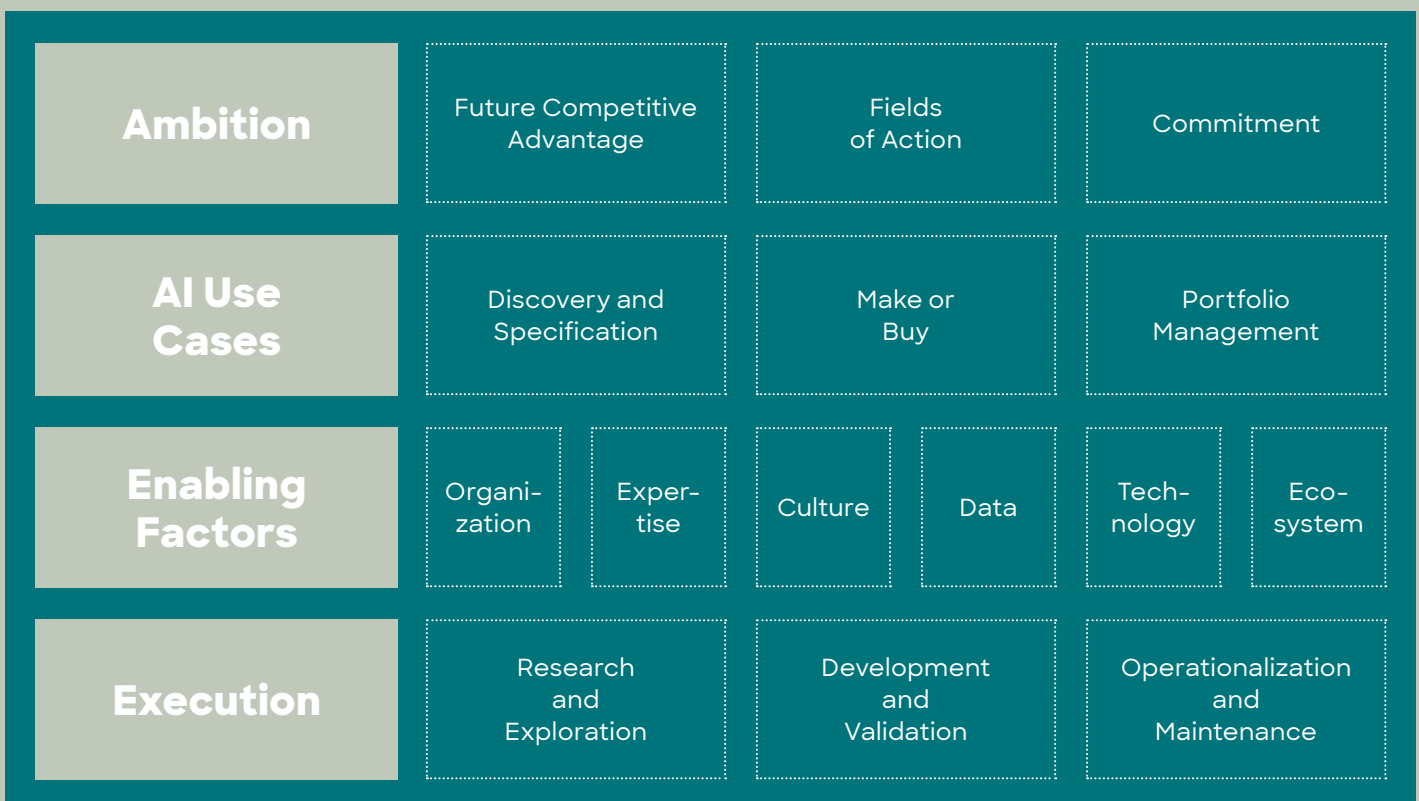 Ambition
Future Competitive
Advantage
Fields
of Action
Commitment
AI Use
Cases
Discovery and
Specification
Make or
Buy
Portfolio
Management
Enabling
Factors
Organi-
zation
Exper-
tise
Culture
Data
Tech-
nology
Eco-
system
Execution
Research
and
Exploration
Development
and
Validation
Operationalization
and
Maintenance